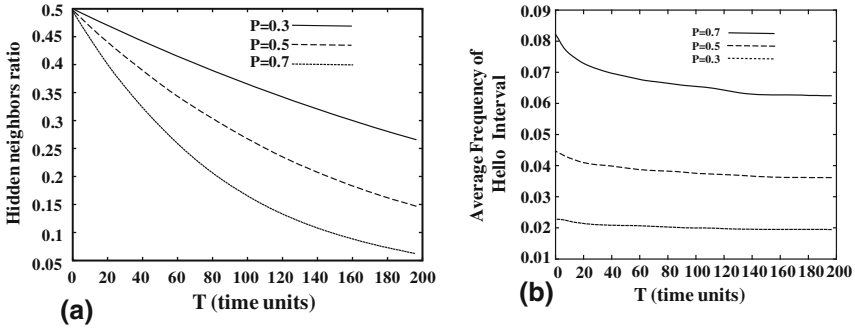 0.5
0.45
0.4
0.35
0.3
0.25
0.2
0.15
0.1
0.05
Hidden neighbors ratio
P=0.3
P=0.5
P=0.7
0 20 40 60 80 100 120 140 160 180 200
T (time units)
(a)
0.09
0.08
0.07
0.06
0.05
0.04
0.03
0.02
0.01
Average Frequency of
Hello Interval
P=0.7
P=0.5
P=0.3
0 20 40 60 80 100 120 140 160 180 200
T (time units)
(b)